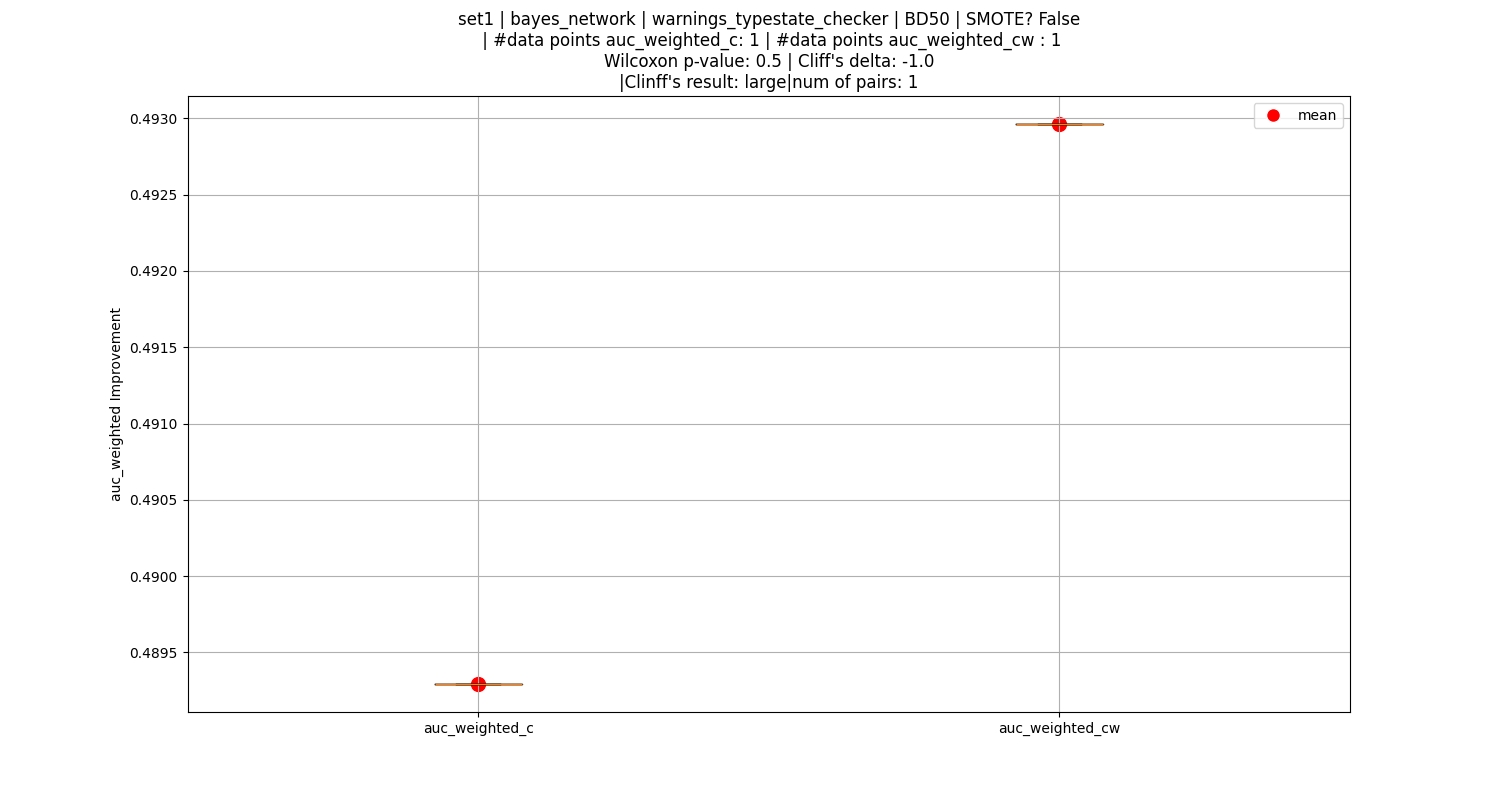 set1 | bayes_network | warnings_typestate_checker | BD50 | SMOTE? False
| #data points auc_weighted_c: 1 | #data points auc_weighted_cw : 1
Wilcoxon p-value: 0.5 | Cliff's delta: -1.0
|Clinff's result: large|num of pairs: 1
mean
0.4930
0.4925
0.4920
0.4915
0.4910
0.4905
0.4900
0.4895
auc_weighted Improvement
auc_weighted_c
auc_weighted_cw